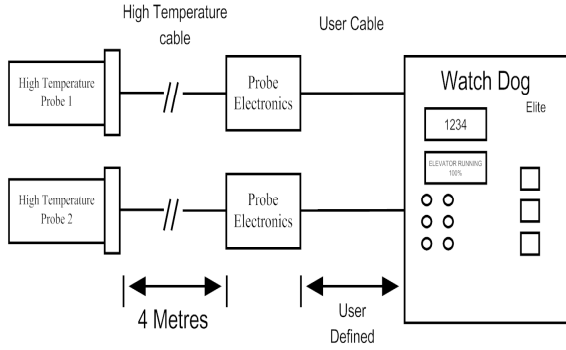 High Temperature
cable
User Cable
High Temperature
Probe 1
Probe
Electronics
Watch Dog
Elite
1234
ELEVATOR RUNNING
100%
High Temperature
Probe 2
Probe
Electronics
4 Metres
User
Defined